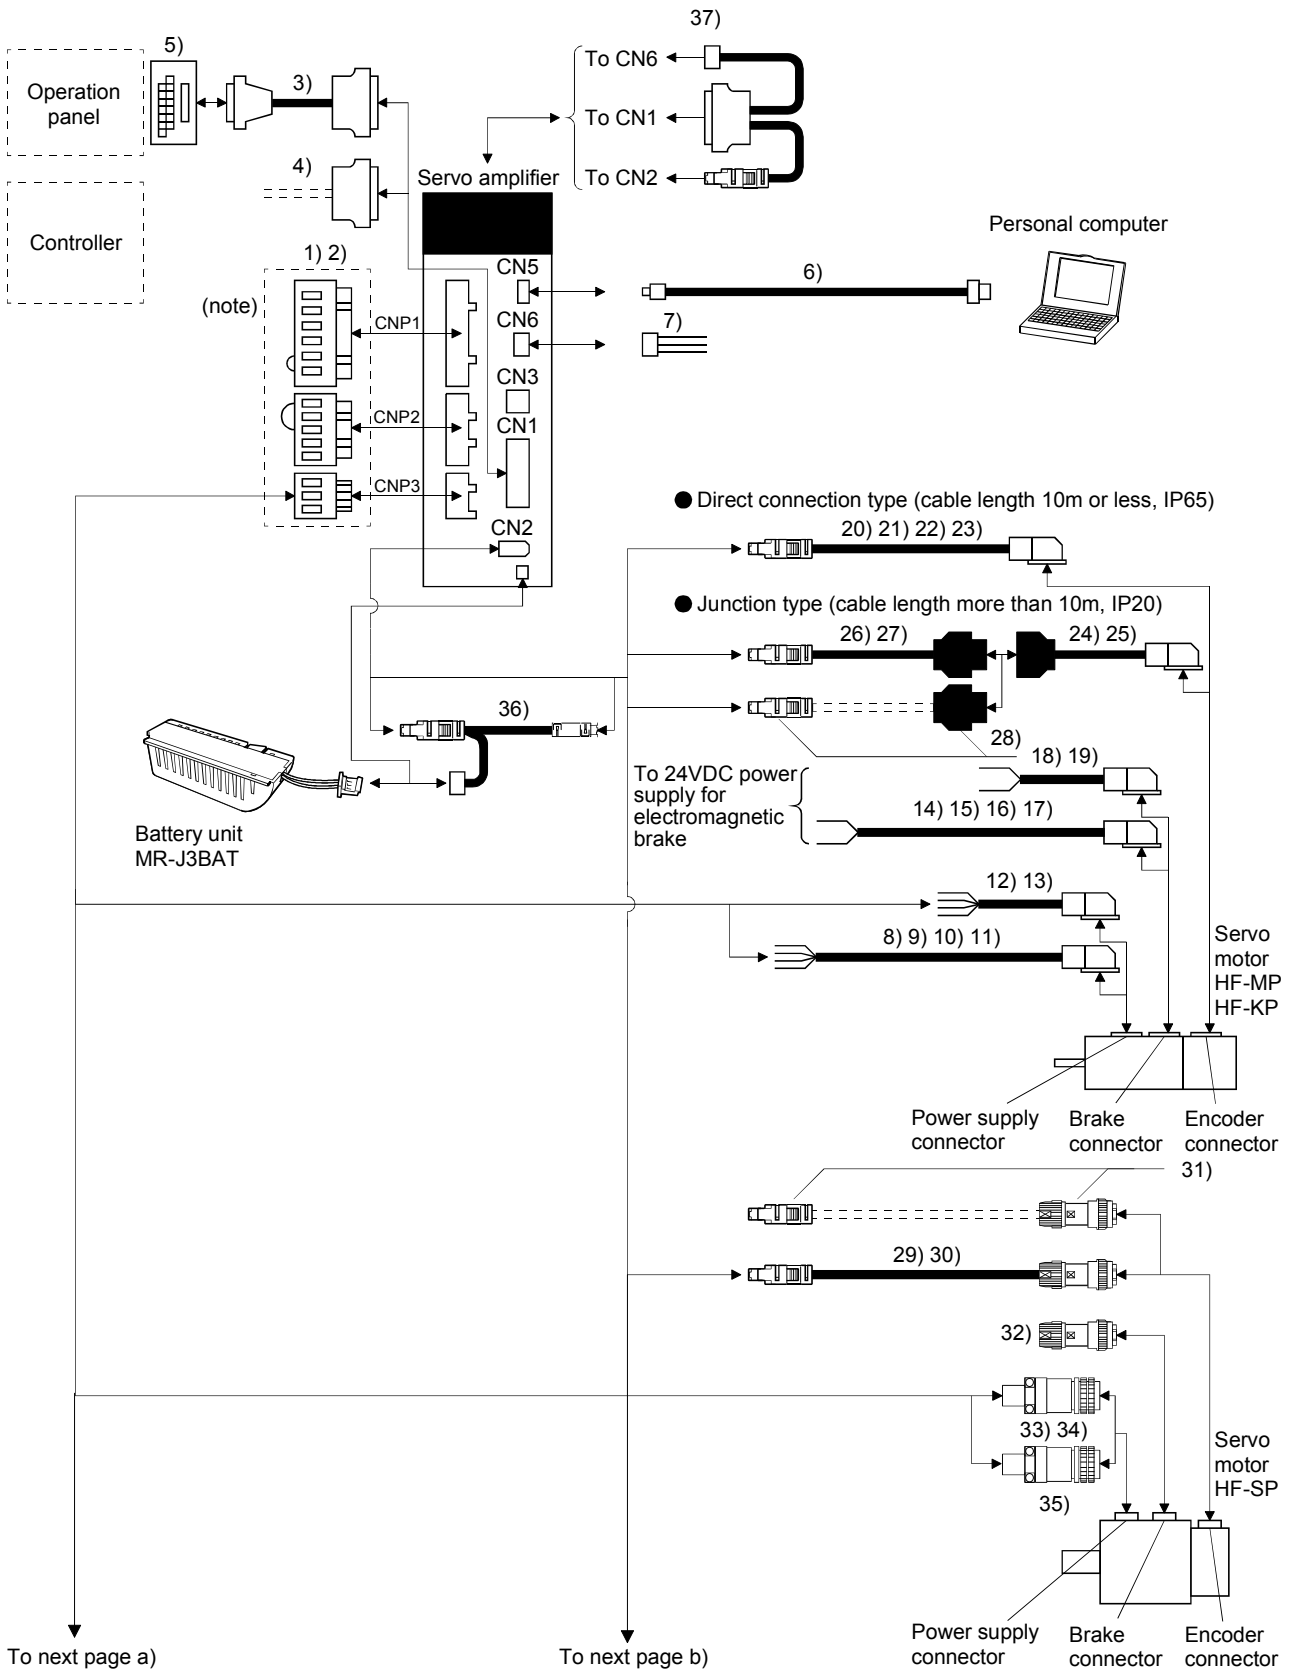 37)
5)
To CN6
Operation
panel
3)
To CN1
4)
Servo amplifier
To CN2
Controller
Personal computer
1) 2)
CN5
6)
(note)
CNP1
CN6
7)
CN3
CNP2
CN1
CNP3
● Direct connection type (cable length 10m or less, IP65)
CN2
20) 21) 22) 23)
● Junction type (cable length more than 10m, IP20)
26) 27)
24) 25)
36)
28)
18) 19)
To 24VDC power
supply for
electromagnetic
brake
14) 15) 16) 17)
Battery unit
MR-J3BAT
12) 13)
8) 9) 10) 11)
Servo
motor
HF-MP
HF-KP
Power supply
connector
Brake
connector
Encoder
connector
31)
29) 30)
32)
33) 34)
35)
Servo
motor
HF-SP
Power supply
connector
Brake
connector
Encoder
connector
To next page a)
To next page b)